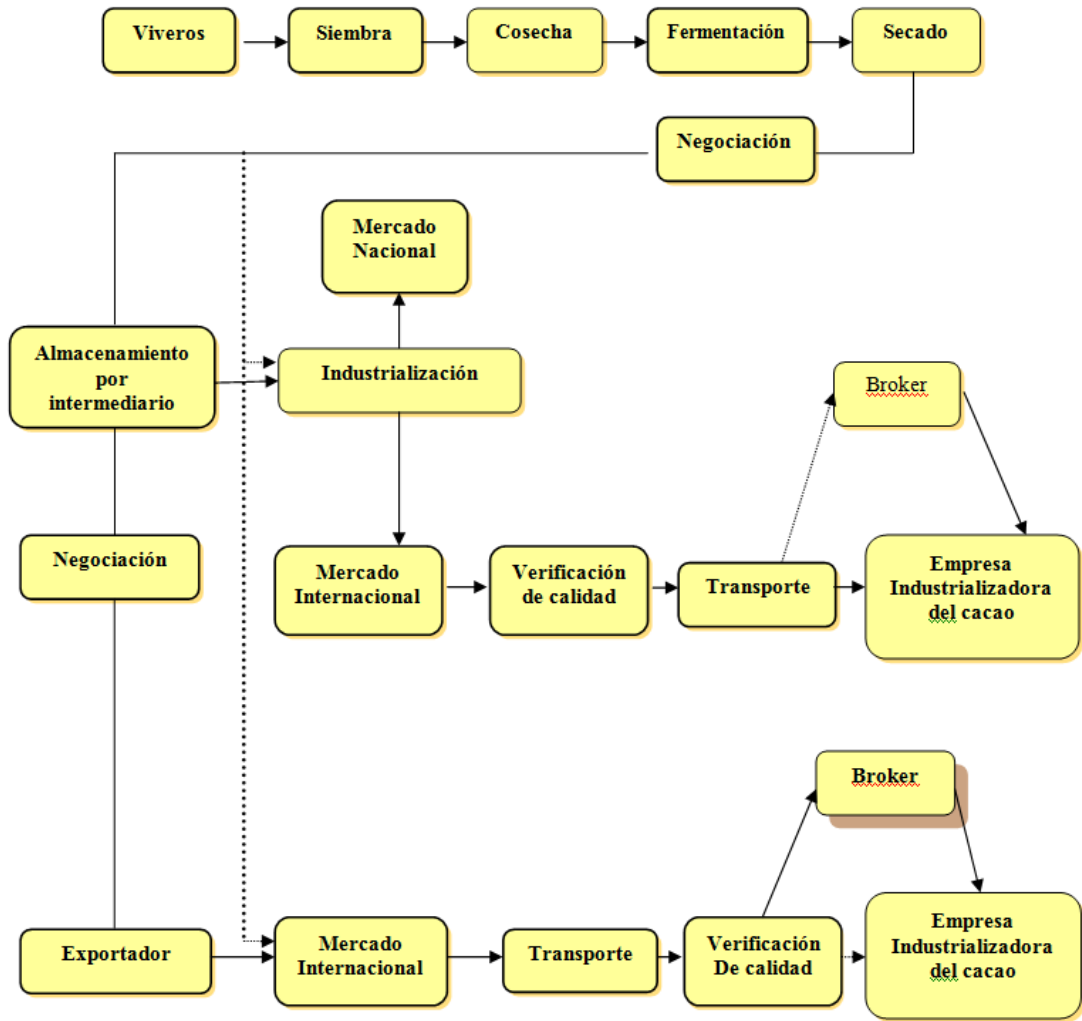 Viveros
Siembra
Cosecha
Fermentación
Secado
Negociación
Mercado
Nacional
Almacenamiento
por
intermediario
Industrialización
Broker
Negociación
Mercado
Internacional
Verificación
de calidad
Transporte
Empresa
Industrializadora
del cacao
Broker
Exportador
Mercado
Internacional
Transporte
Verificación
De calidad
Empresa
Industrializadora
del cacao